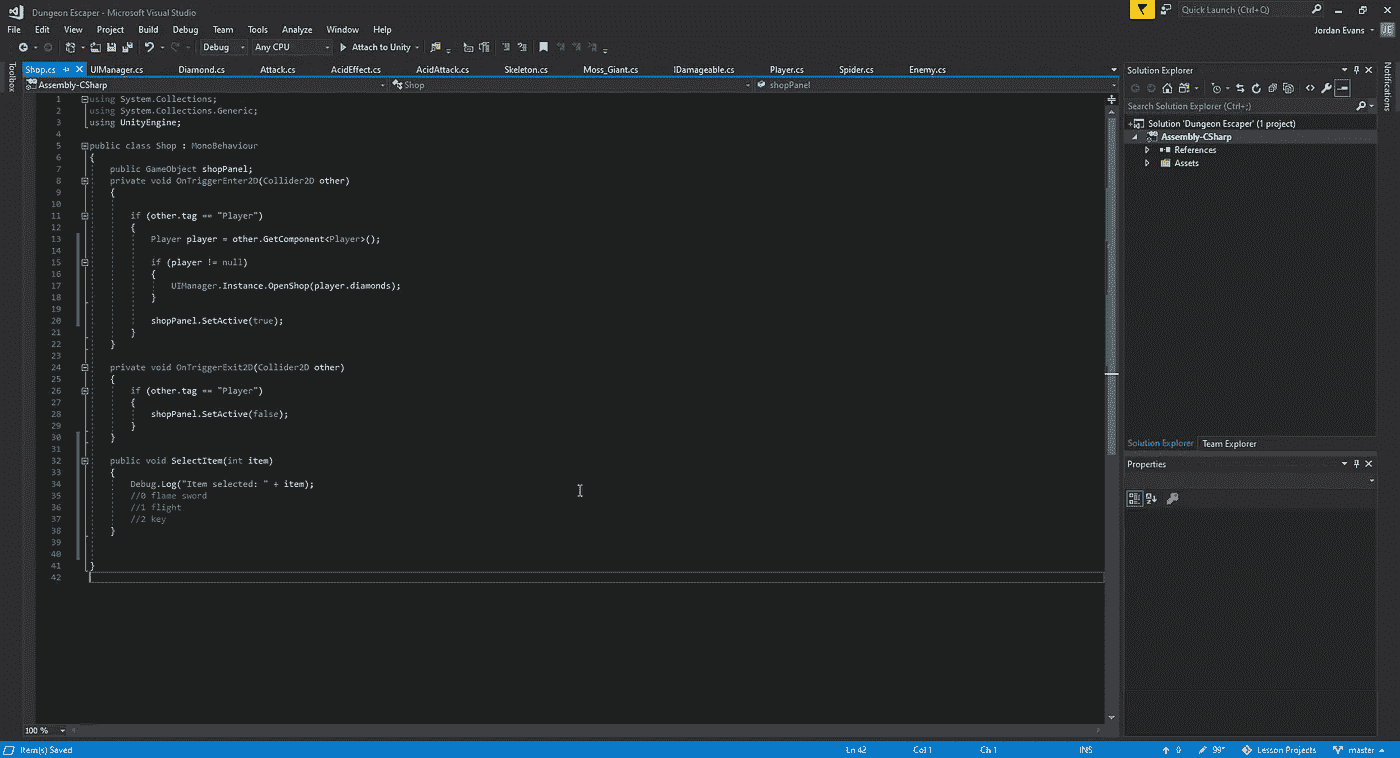 Dungeon Escaper - Microsoft Visual Studio
Quick Launch (Ctrl+Q)
File Edit View Project Build Debug Team Tools Analyze Window Help
Jordan Evans JE
Debug Any CPU Attach to Unity
Toolbox
Notifications
Shop.cs UIManager.cs Diamond.cs Attack.cs AcidEffect.cs AcidAttack.cs Skeleton.cs Moss_Giant.cs IDamageable.cs Player.cs Spider.cs Enemy.cs
Assembly-CSharp Shop shopPanel
1 using System.Collections;
2 using System.Collections.Generic;
3 using UnityEngine;
4
5 public class Shop : MonoBehaviour
6 {
7 public GameObject shopPanel;
8 private void OnTriggerEnter2D(Collider2D other)
9 {
10
11 if (other.tag == "Player")
12 {
13 Player player = other.GetComponent<Player>();
14
15 if (player != null)
16 {
17 UIManager.Instance.OpenShop(player.diamonds);
18 }
19
20 shopPanel.SetActive(true);
21 }
22 }
23
24 private void OnTriggerExit2D(Collider2D other)
25 {
26 if (other.tag == "Player")
27 {
28 shopPanel.SetActive(false);
29 }
30 }
31
32 public void SelectItem(int item)
33 {
34 Debug.Log("Item selected: " + item);
35 //0 flame sword
36 //1 flight
37 //2 key
38 }
39
40
41 }
42
Solution Explorer
Search Solution Explorer (Ctrl+;)
Solution 'Dungeon Escaper' (1 project)
Assembly-CSharp
References
Assets
Solution Explorer Team Explorer
Properties
100 %
Item(s) Saved Ln 42 Col 1 Ch 1 INS 0 Lesson Projects master